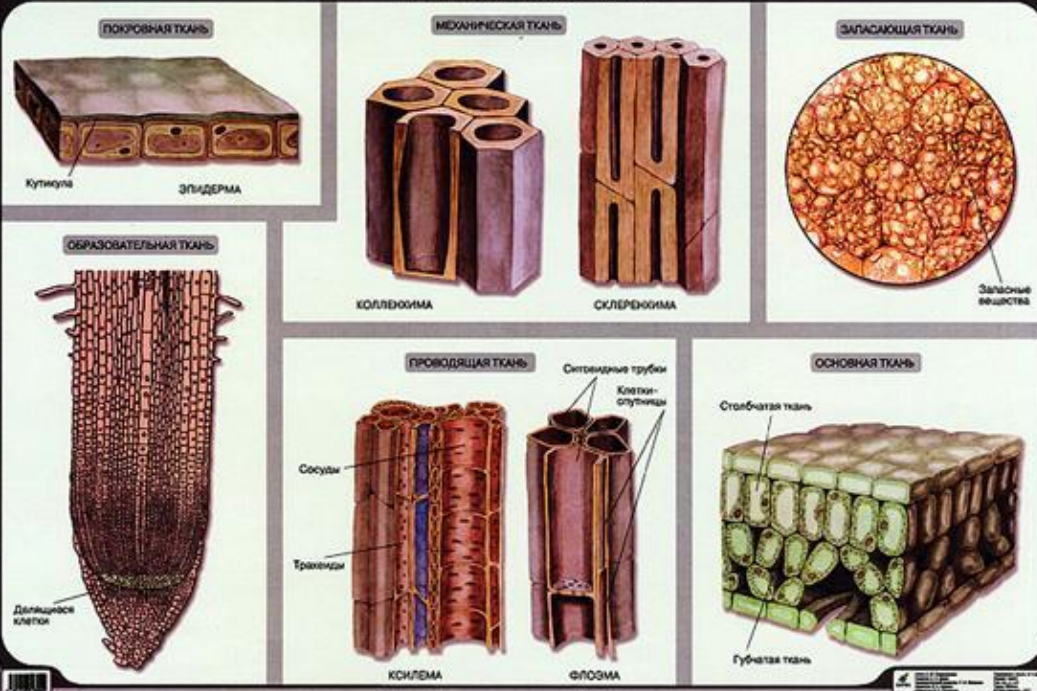 ПОКРОВНАЯ ТКАНЬ
Кутикула
ЭПИДЕРМА
МЕХАНИЧЕСКАЯ ТКАНЬ
КОЛЛЕНХИМА
СКЛЕРЕНХИМА
ЗАПАСАЮЩАЯ ТКАНЬ
Запасные
вещества
ОБРАЗОВАТЕЛЬНАЯ ТКАНЬ
Делящиеся
клетки
ПРОВОДЯЩАЯ ТКАНЬ
Ситовидные трубки
Клетки-
спутницы
Сосуды
Трахеиды
КСИЛЕМА
ФЛОЭМА
ОСНОВНАЯ ТКАНЬ
Столбчатая ткань
Губчатая ткань